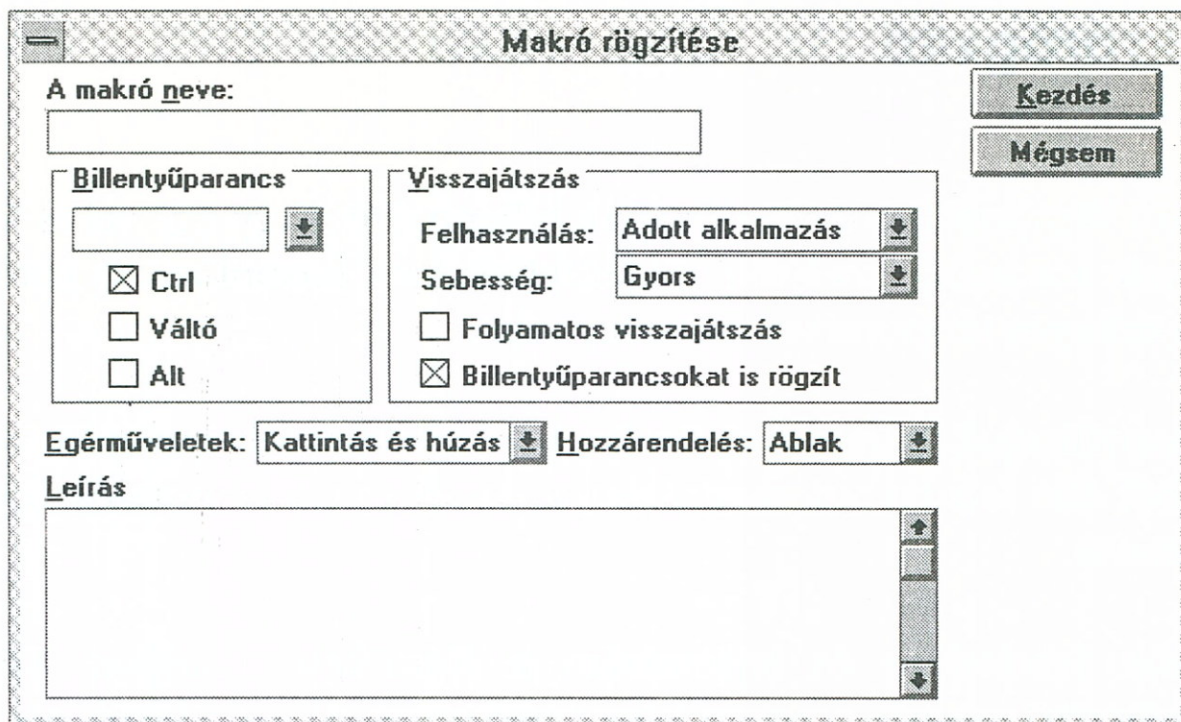 Makró rögzítése
A makró neve:
Kezdés
Mégsem
Billentyűparancs
Ctrl
Váltó
Alt
Visszajátszás
Felhasználás: Adott alkalmazás
Sebesség: Gyors
Folyamatos visszajátszás
Billentyűparancsokat is rögzít
Egérműveletek: Kattintás és húzás Hozzárendelés: Ablak
Leírás